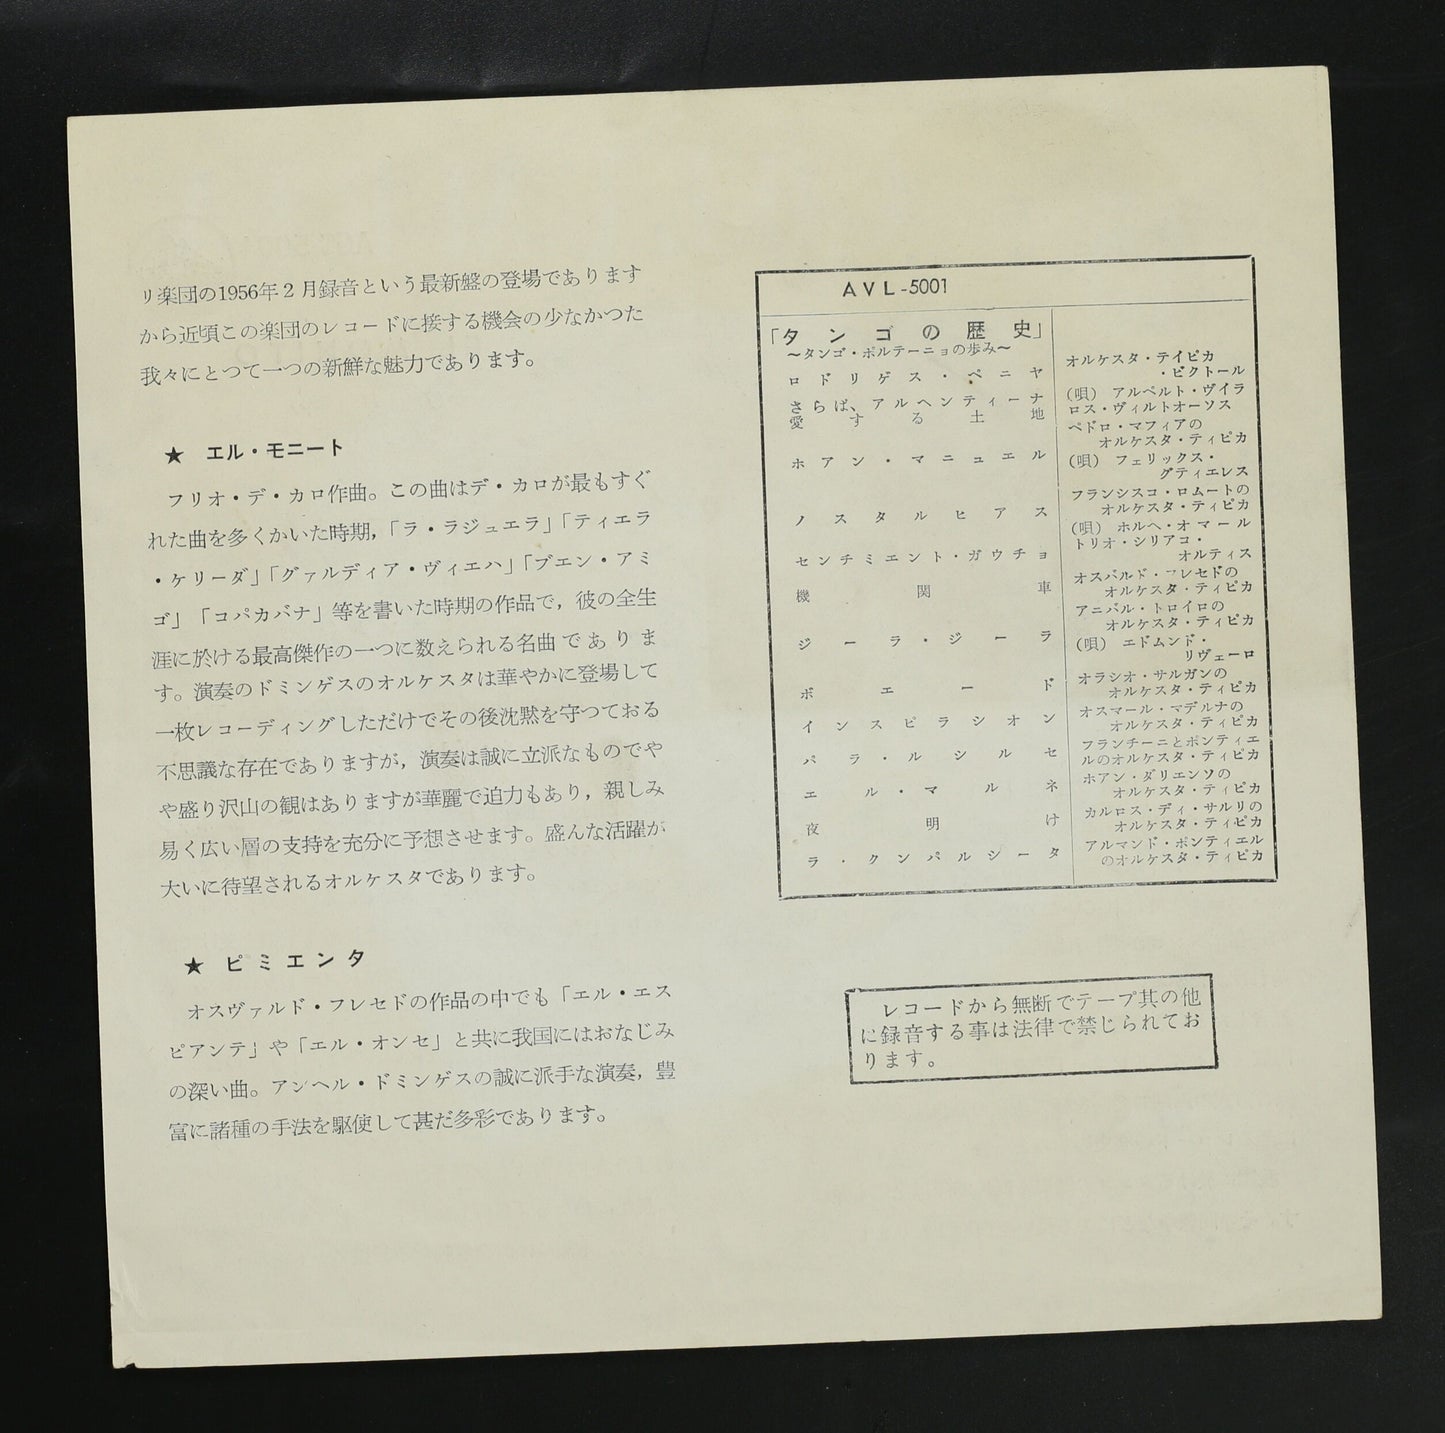 リ楽団の1956年2月録音という最新盤の登場であります
から近頃この楽団のレコードに接する機会の少なかつた
我々にとつて一つの新鮮な魅力であります。
★ エル・モニート
フリオ・デ・カロ作曲。この曲はデ・カロが最もすぐ
れた曲を多くかいた時期，「ラ・ラジュエラ」「ティエラ
・ケリーダ」「グァルディア・ヴィエハ」「ブエン・アミ
ゴ」「コパカバナ」等を書いた時期の作品で，彼の全生
涯に於ける最高傑作の一つに数えられる名曲であります
す。演奏のドミンゲスのオルケスタは華やかに登場して
一枚レコーディングしただけでその後沈黙を守つておる
不思議な存在でありますが，演奏は誠に立派なものでや
や盛り沢山の観はありますが華麗で迫力もあり，親しみ
易く広い層の支持を充分に予想させます。盛んな活躍が
大いに待望されるオルケスタであります。
★ ピミエンタ
オスヴァルド・フレセドの作品の中でも「エル・エス
ピアンテ」や「エル・オンセ」と共に我国にはおなじみ
の深い曲。アンヘル・ドミンゲスの誠に派手な演奏，豊
富に諸種の手法を駆使して甚だ多彩であります。
AVL-5001
「タンゴの歴史」
〜タンゴ・ポルテーニョの歩み〜
ロドリゲス・ペニヤ
オルケスタ・テイピカ
・ビクトール
さらば、アルヘンティーナ
(唄) アルベルト・ヴイラ
ロス・ヴィルトオーソス
愛する土地
ペドロ・マフィアの
オルケスタ・ティピカ
ホアン・マニュエル
(唄) フェリックス・
グティエレス
フランシスコ・ロムートの
オルケスタ・ティピカ
ノスタルヒアス
(唄) ホルヘ・オマール
センチミエント・ガウチョ
トリオ・シリアコ・
オルティス
機関車
オスバルド・フレセドの
オルケスタ・ティピカ
アニバル・トロイロの
オルケスタ・ティピカ
ジーラ・ジーラ
(唄) エドムンド・
リヴェーロ
ボエード
オラシオ・サルガンの
オルケスタ・ティピカ
インスピラシオン
オスマール・マデルナの
オルケスタ・ティピカ
パラ・ルシルセ
フランチーニとポンティエ
ルのオルケスタ・ティピカ
エル・マルネ
ホアン・ダリエンソの
オルケスタ・ティピカ
夜明け
カルロス・ディ・サルリの
オルケスタ・ティピカ
ラ・クンパルシータ
アルマンド・ポンティエル
のオルケスタ・ティピカ
レコードから無断でテープ其の他
に録音する事は法律で禁じられてお
ります。